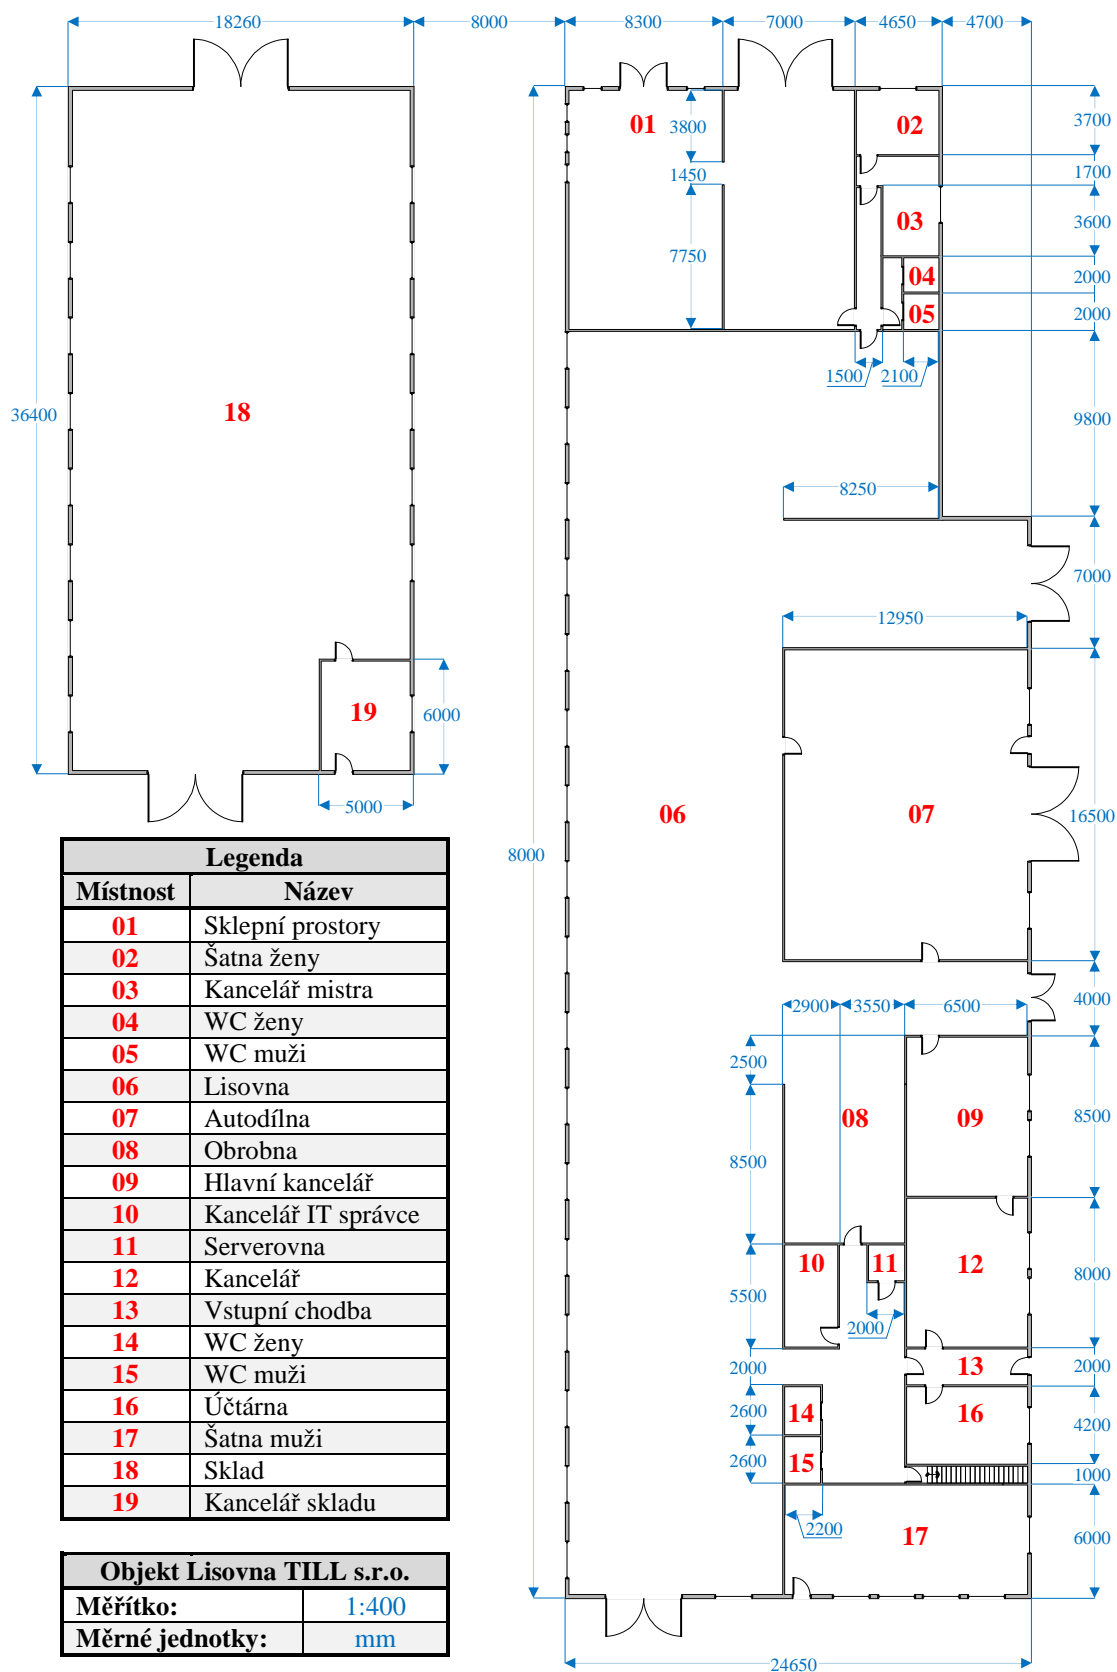 18260
8000
8300
7000
4650
4700
01
3800
02
3700
1450
1700
7750
03
3600
04
2000
05
2000
1500
2100
36400
18
9800
8250
7000
12950
19
6000
5000
06
07
16500
8000
2900
3550
6500
4000
2500
08
09
8500
8500
10
11
12
8000
5500
2000
2000
13
2000
2600
14
16
4200
2600
15
1000
2200
17
6000
24650
Legenda
Místnost Název
01 Sklepní prostory
02 Šatna ženy
03 Kancelář mistra
04 WC ženy
05 WC muži
06 Lisovna
07 Autodílna
08 Obrobna
09 Hlavní kancelář
10 Kancelář IT správce
11 Serverovna
12 Kancelář
13 Vstupní chodba
14 WC ženy
15 WC muži
16 Účtárna
17 Šatna muži
18 Sklad
19 Kancelář skladu
Objekt Lisovna TILL s.r.o.
Měřítko: 1:400
Měrné jednotky: mm